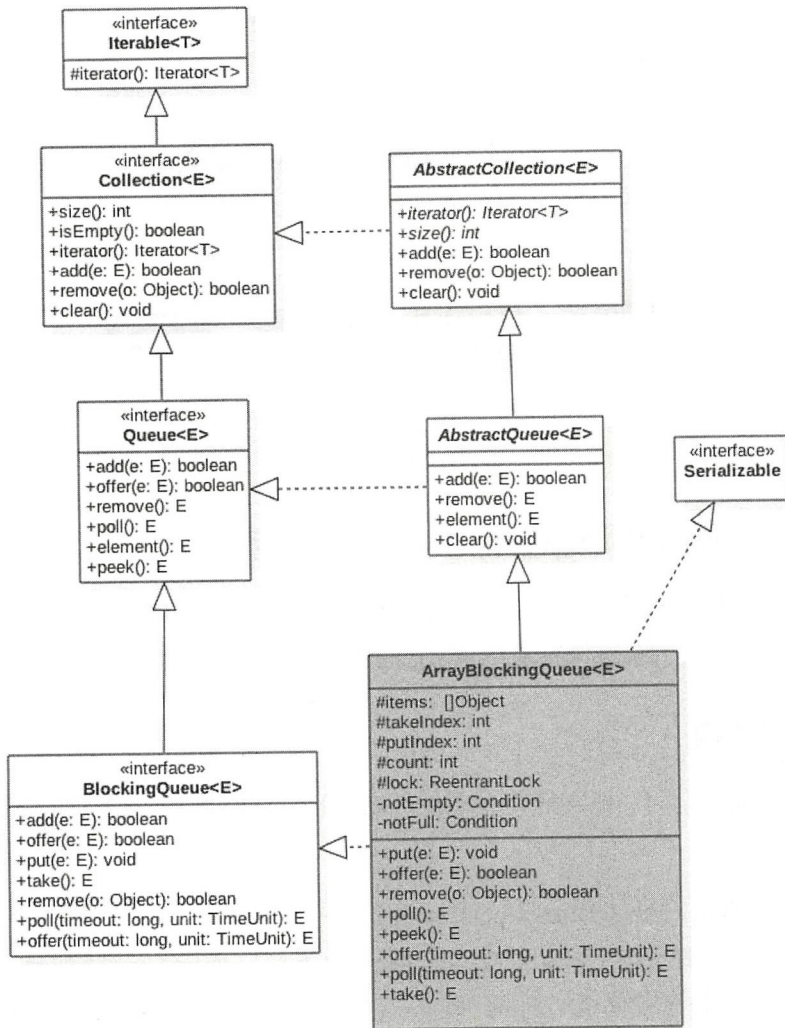 «interface»
Iterable<T>
#iterator(): Iterator<T>
«interface»
Collection<E>
+size(): int
+isEmpty(): boolean
+iterator(): Iterator<T>
+add(e: E): boolean
+remove(o: Object): boolean
+clear(): void
AbstractCollection<E>
+iterator(): Iterator<T>
+size(): int
+add(e: E): boolean
+remove(o: Object): boolean
+clear(): void
«interface»
Queue<E>
+add(e: E): boolean
+offer(e: E): boolean
+remove(): E
+poll(): E
+element(): E
+peek(): E
AbstractQueue<E>
+add(e: E): boolean
+remove(): E
+element(): E
+clear(): void
«interface»
Serializable
«interface»
BlockingQueue<E>
+add(e: E): boolean
+offer(e: E): boolean
+put(e: E): void
+take(): E
+remove(o: Object): boolean
+poll(timeout: long, unit: TimeUnit): E
+offer(timeout: long, unit: TimeUnit): E
ArrayBlockingQueue<E>
#items: []Object
#takeIndex: int
#putIndex: int
#count: int
#lock: ReentrantLock
-notEmpty: Condition
-notFull: Condition
+put(e: E): void
+offer(e: E): boolean
+remove(o: Object): boolean
+poll(): E
+peek(): E
+offer(timeout: long, unit: TimeUnit): E
+poll(timeout: long, unit: TimeUnit): E
+take(): E